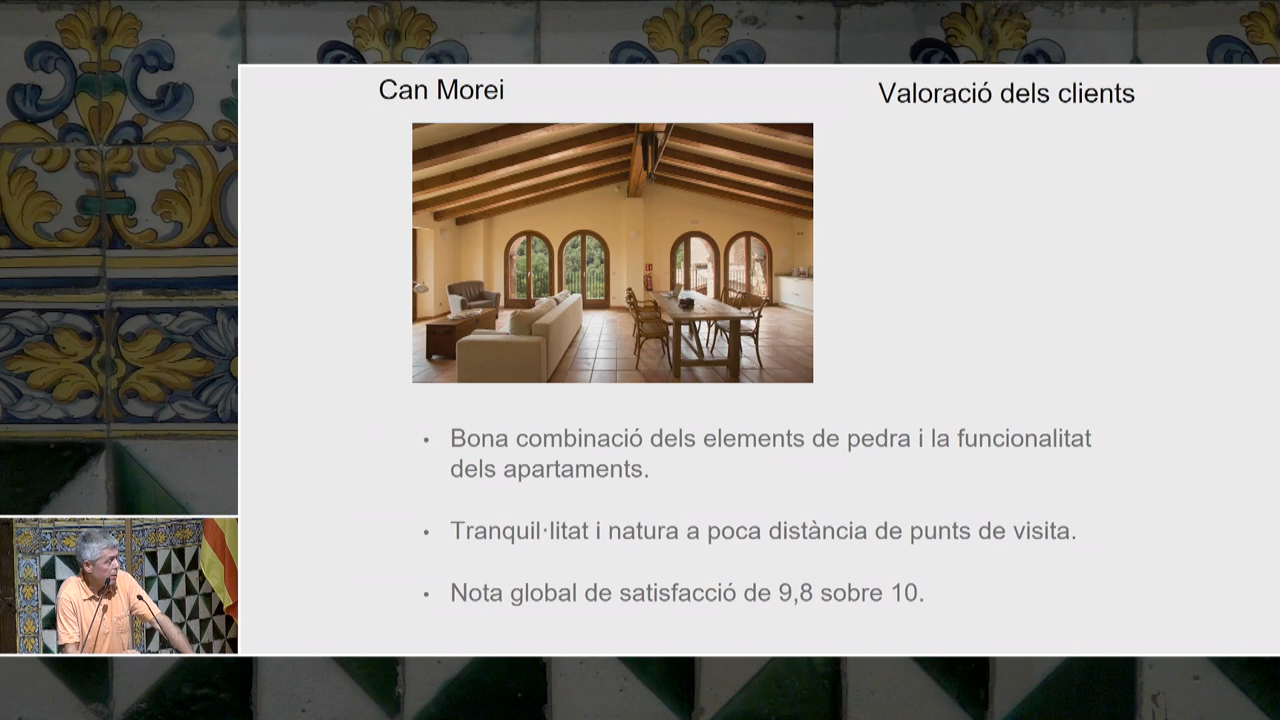 Can Morei
Valoració dels clients
• Bona combinació dels elements de pedra i la funcionalitat
dels apartaments.
• Tranquil·litat i natura a poca distància de punts de visita.
• Nota global de satisfacció de 9,8 sobre 10.